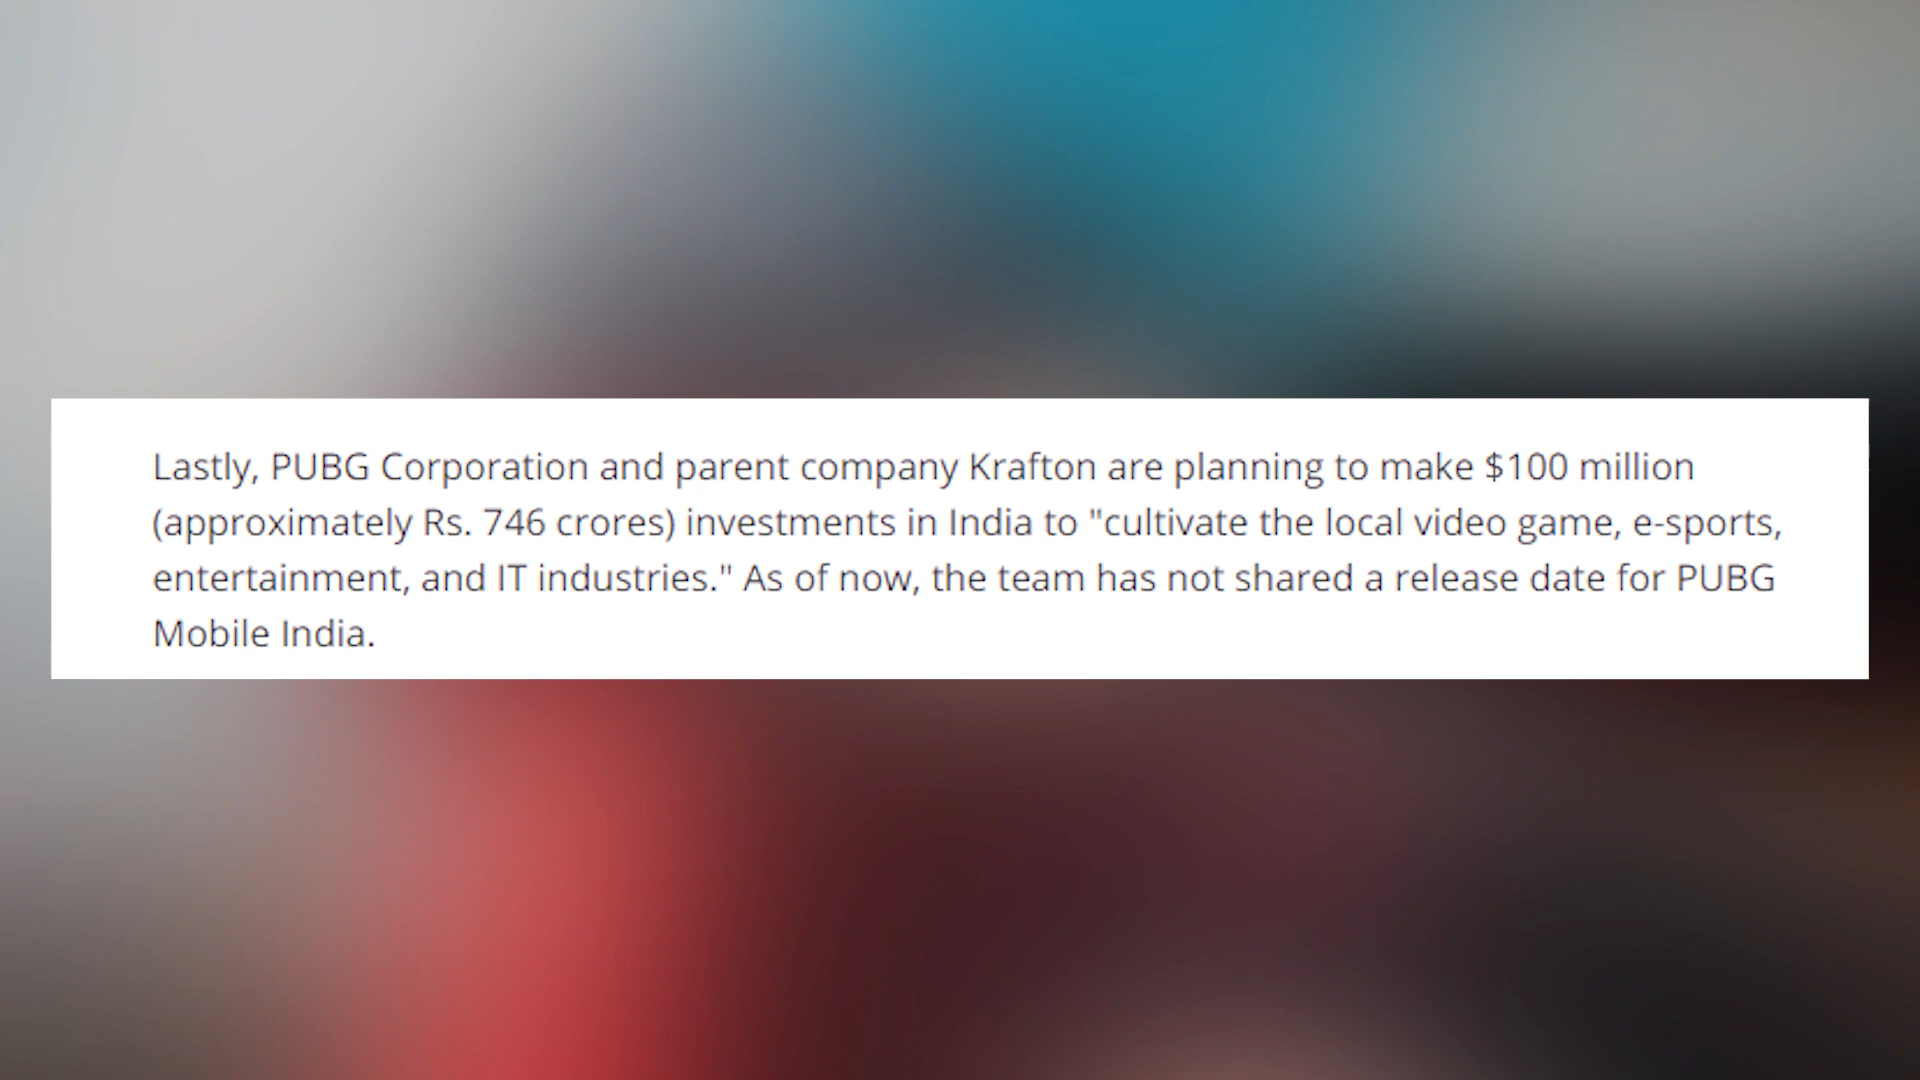 Lastly, PUBG Corporation and parent company Krafton are planning to make $100 million
(approximately Rs. 746 crores) investments in India to "cultivate the local video game, e-sports,
entertainment, and IT industries." As of now, the team has not shared a release date for PUBG
Mobile India.